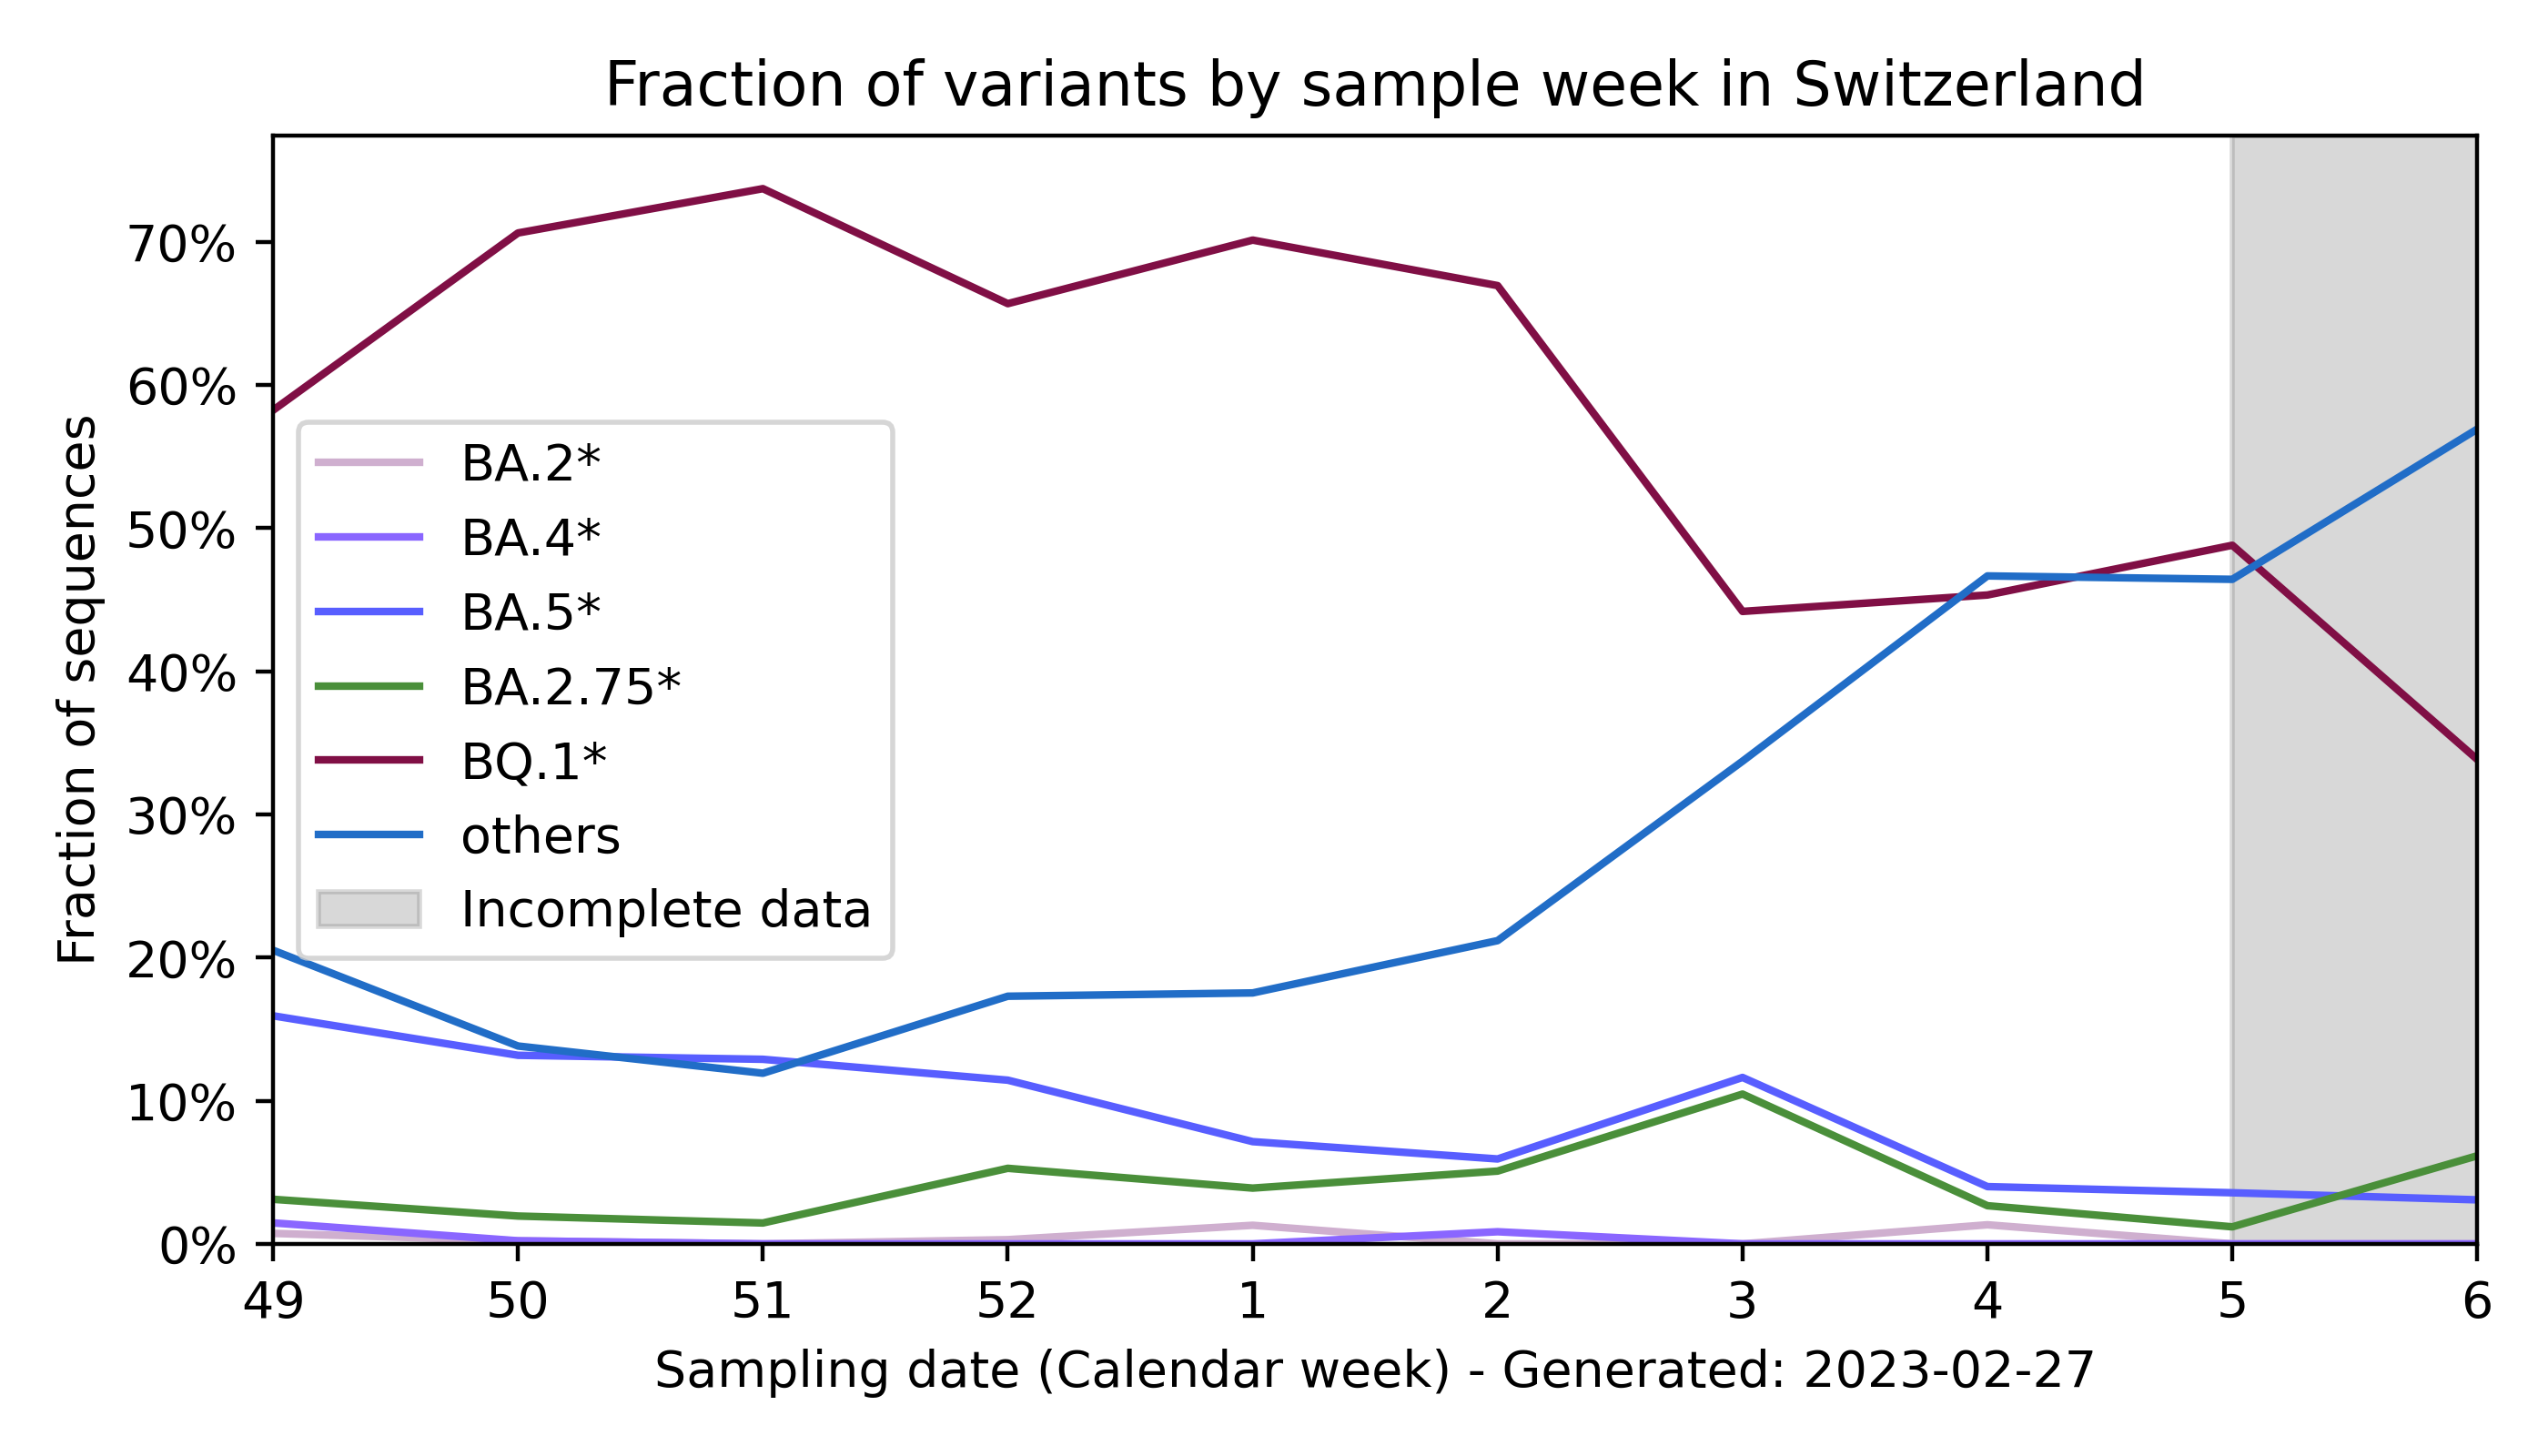 Fraction of variants by sample week in Switzerland
Fraction of sequences
70%
60%
50%
40%
30%
20%
10%
0%
BA.2*
BA.4*
BA.5*
BA.2.75*
BQ.1*
others
Incomplete data
49 50 51 52 1 2 3 4 5 6
Sampling date (Calendar week) - Generated: 2023-02-27